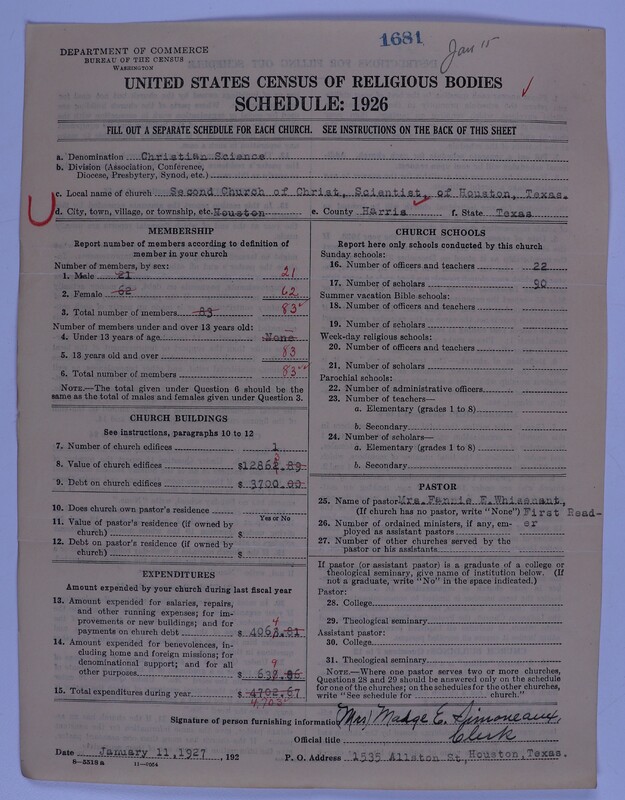 1681
Jan 15
DEPARTMENT OF COMMERCE
BUREAU OF THE CENSUS
WASHINGTON
UNITED STATES CENSUS OF RELIGIOUS BODIES
SCHEDULE: 1926
FILL OUT A SEPARATE SCHEDULE FOR EACH CHURCH. SEE INSTRUCTIONS ON THE BACK OF THIS SHEET
a. Denomination Christian Science
b. Division (Association, Conference,
Diocese, Presbytery, Synod, etc.)
c. Local name of church Second Church of Christ, Scientist, of Houston, Texas.
d. City, town, village, or township, etc. Houston e. County Harris f. State Texas
MEMBERSHIP
Report number of members according to definition of
member in your church
Number of members, by sex:
1. Male 21 21
2. Female 62 62
3. Total number of members 83 83
Number of members under and over 13 years old:
4. Under 13 years of age None
5. 13 years old and over 83
6. Total number of members 83
NOTE.—The total given under Question 6 should be
same as the total of males and females given under Question 3.
CHURCH BUILDINGS
See instructions, paragraphs 10 to 12
7. Number of church edifices 1
8. Value of church edifices $12862.89
9. Debt on church edifices $ 3700.00
10. Does church own pastor's residence?
Yes or No
11. Value of pastor's residence (if owned by
church) $
12. Debt on pastor's residence (if owned by
church) $
EXPENDITURES
Amount expended by your church during last fiscal year
13. Amount expended for salaries, repairs,
and other running expenses; for im-
provements or new buildings; and for
payments on church debt $ 4063.81
4
14. Amount expended for benevolences, in-
cluding home and foreign missions; for
denominational support; and for all
other purposes $ 638.86
9
15. Total expenditures during year $ 4702.67
4,703
CHURCH SCHOOLS
Report here only schools conducted by this church
Sunday schools:
16. Number of officers and teachers 22
17. Number of scholars 90
Summer vacation Bible schools:
18. Number of officers and teachers
19. Number of scholars
Week-day religious schools:
20. Number of officers and teachers
21. Number of scholars
Parochial schools:
22. Number of administrative officers
23. Number of teachers—
a. Elementary (grades 1 to 8)
b. Secondary
24. Number of scholars—
a. Elementary (grades 1 to 8)
b. Secondary
PASTOR
25. Name of pastor Mrs. Fannie E. Whisenant,
(If church has no pastor, write "None") First Read-
26. Number of ordained ministers, if any, em- er
ployed as assistant pastors
27. Number of other churches served by the
pastor or his assistants
If pastor (or assistant pastor) is a graduate of a college or
theological seminary, give name of institution below. (If
not a graduate, write "No" in the space indicated.)
Pastor:
28. College
29. Theological seminary
Assistant pastor:
30. College
31. Theological seminary
NOTE.—Where one pastor serves two or more churches,
Questions 28 and 29 should be answered only on the schedule
for one of the churches; on the schedules for the other churches,
write "See schedule for church."
Signature of person furnishing information (Mrs) Madge E. Simoneaux
Official title Clerk
Date January 11, 1927, 192 P. O. Address 1535 Allston St, Houston, Texas.
8—5318a 11—7054